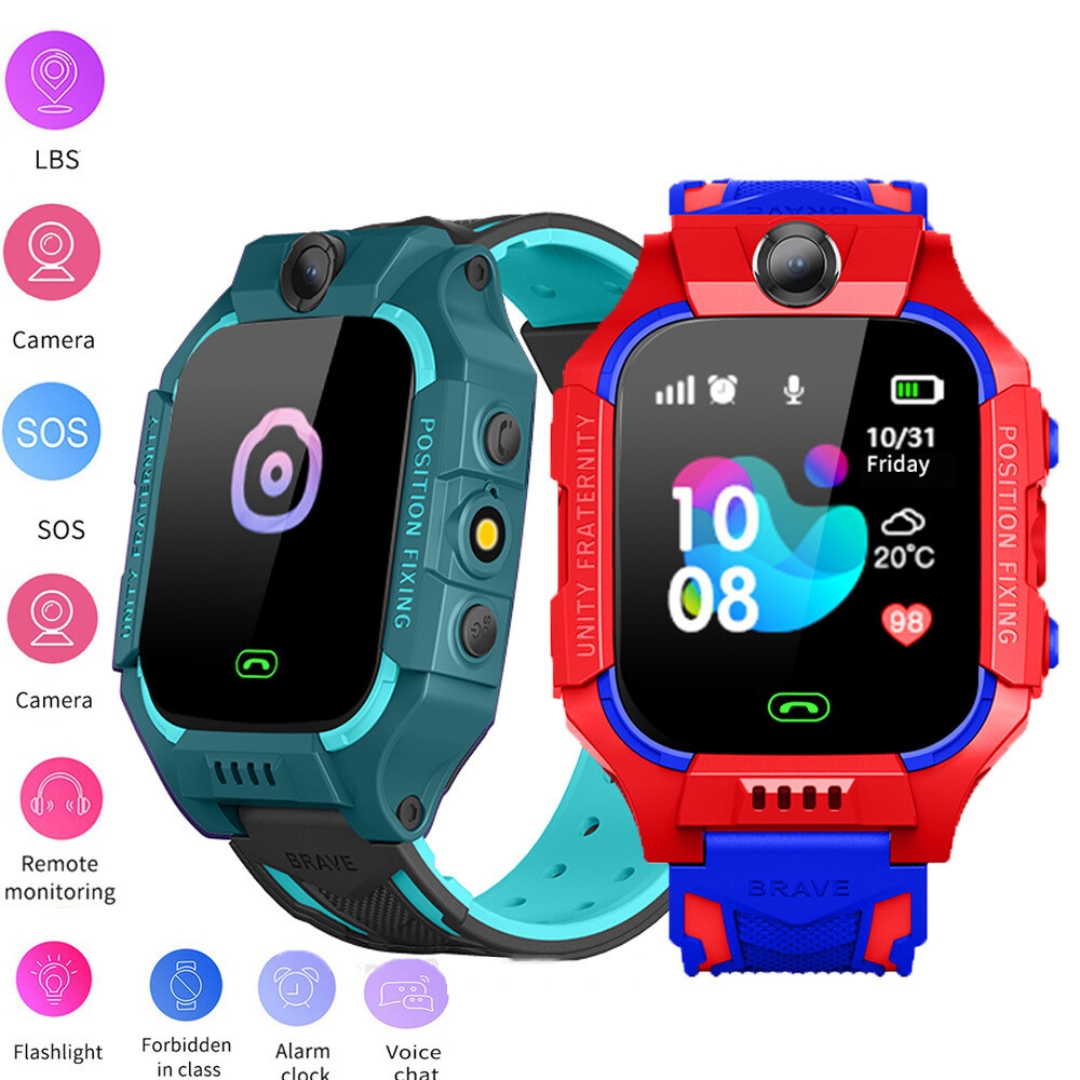 LBS
Camera
SOS
SOS
Camera
Remote
monitoring
Flashlight
Forbidden
in class
Alarm
clock
Voice
chat
UNITY FRATERNITY
POSITION FIXING
SOS
BRAVE
BRAVE
UNITY FRATERNITY
POSITION FIXING
10/31
Friday
10
08
20°C
98
BRAVE